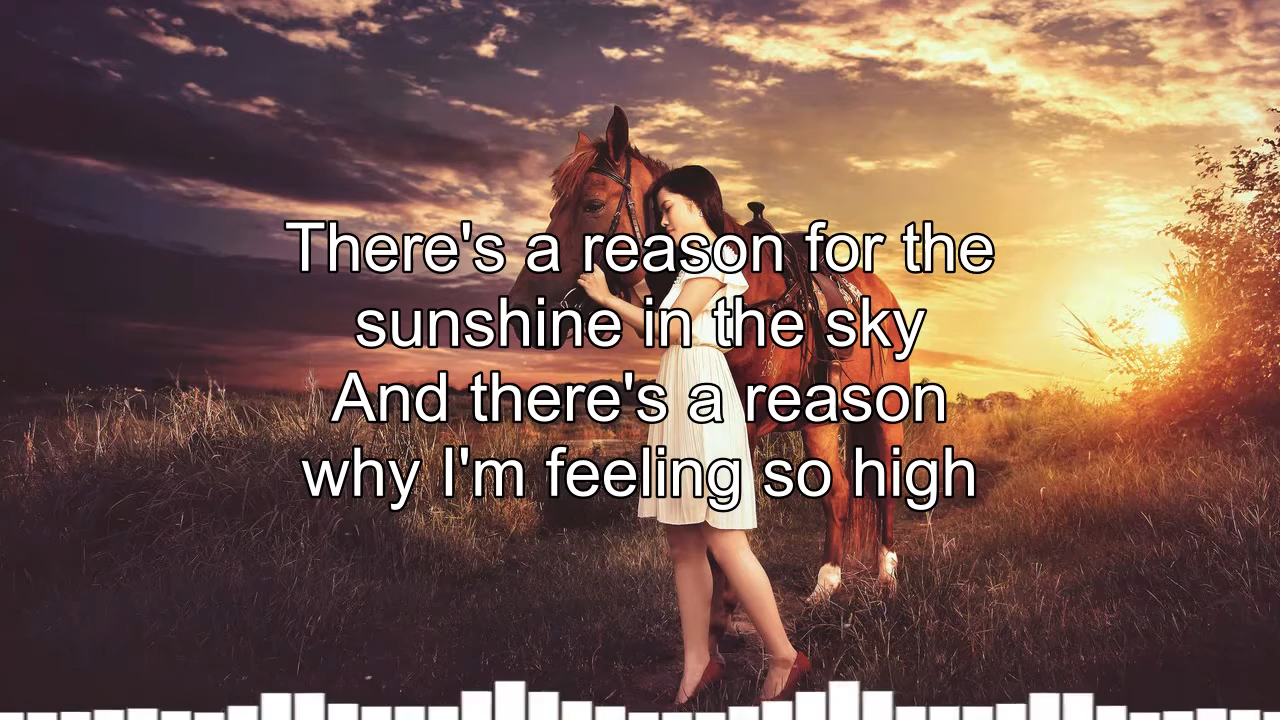 There's a reason for the
sunshine in the sky
And there's a reason
why I'm feeling so high